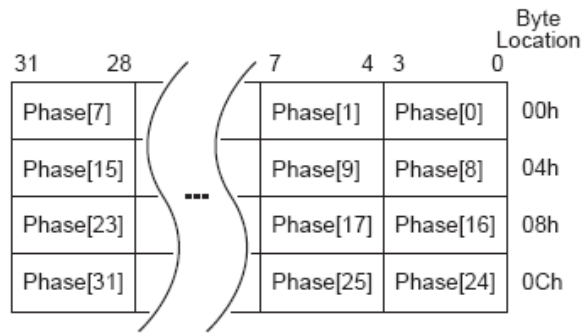 Byte
Location
31 28 7 4 3 0
Phase[7] Phase[1] Phase[0] 00h
Phase[15] ... Phase[9] Phase[8] 04h
Phase[23] Phase[17] Phase[16] 08h
Phase[31] Phase[25] Phase[24] 0Ch